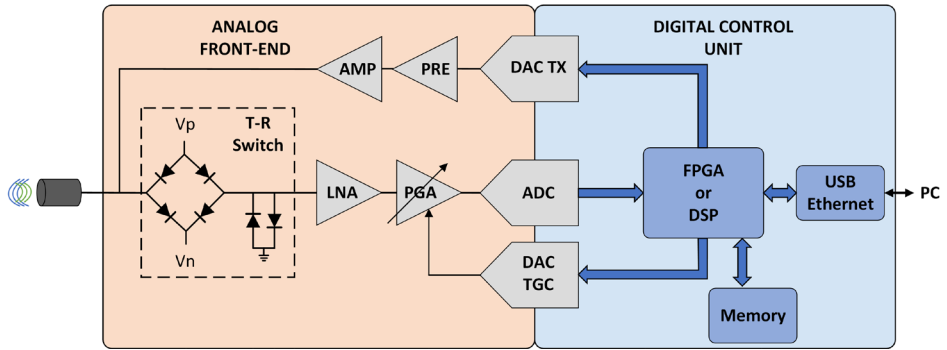 ANALOG
FRONT-END
DIGITAL CONTROL
UNIT
AMP
PRE
DAC TX
T-R
Switch
Vp
Vn
LNA
PGA
ADC
DAC
TGC
FPGA
or
DSP
USB
Ethernet
PC
Memory